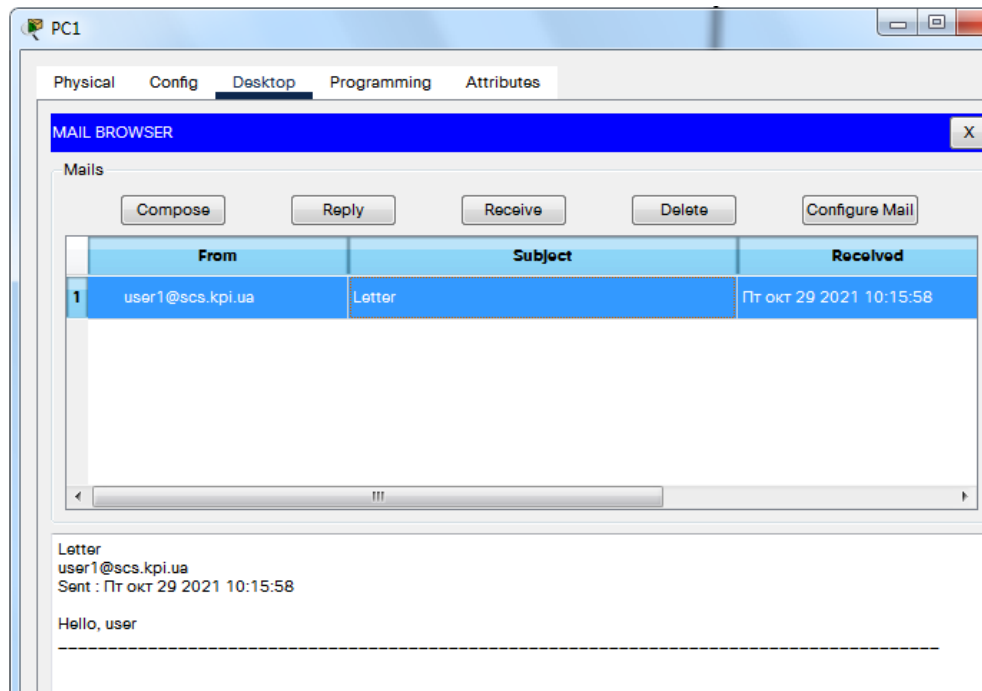 PC1
Physical Config Desktop Programming Attributes
MAIL BROWSER X
Mails
Compose Reply Receive Delete Configure Mail
From Subject Received
1 user1@scs.kpi.ua Letter Пт окт 29 2021 10:15:58
Letter
user1@scs.kpi.ua
Sent : Пт окт 29 2021 10:15:58
Hello, user